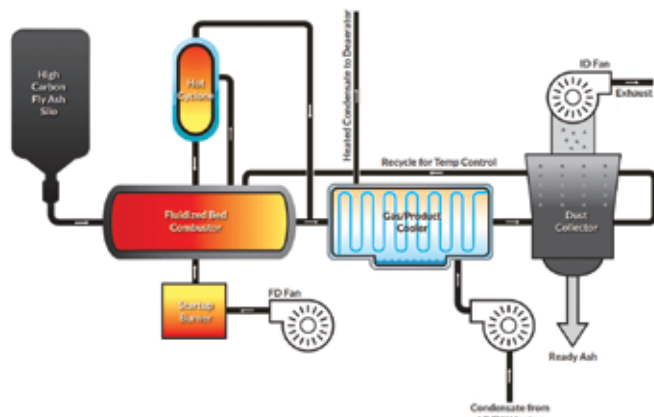 High
Carbon
Fly Ash
Silo
Hot
Cyclone
Heated Condensate to Deaerator
ID Fan
Exhaust
Recycle for Temp Control
Fluidized Bed
Combustor
Gas/Product
Cooler
Dust
Collector
Startup
Burner
FD Fan
Ready Ash
Condensate from